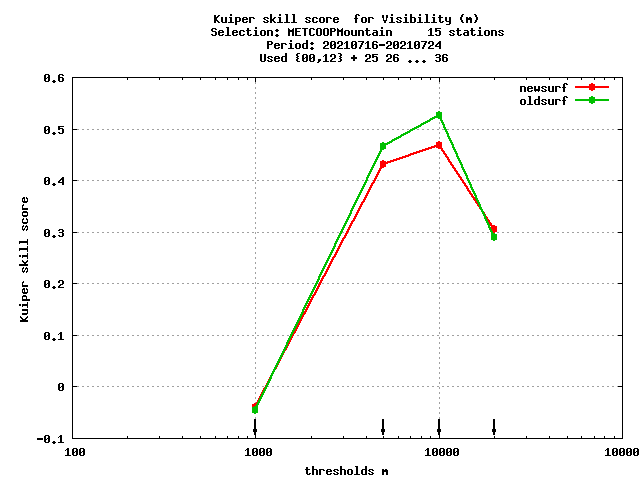 Kuiper skill score  for Visibility (m)
Selection: METCOOPMountain     15 stations
Period: 20210716-20210724
Used {00,12} + 25 26 ... 36
newsurf
oldsurf
0.6
0.5
0.4
0.3
0.2
0.1
0
-0.1
Kuiper skill score
100
1000
10000
10000
thresholds m